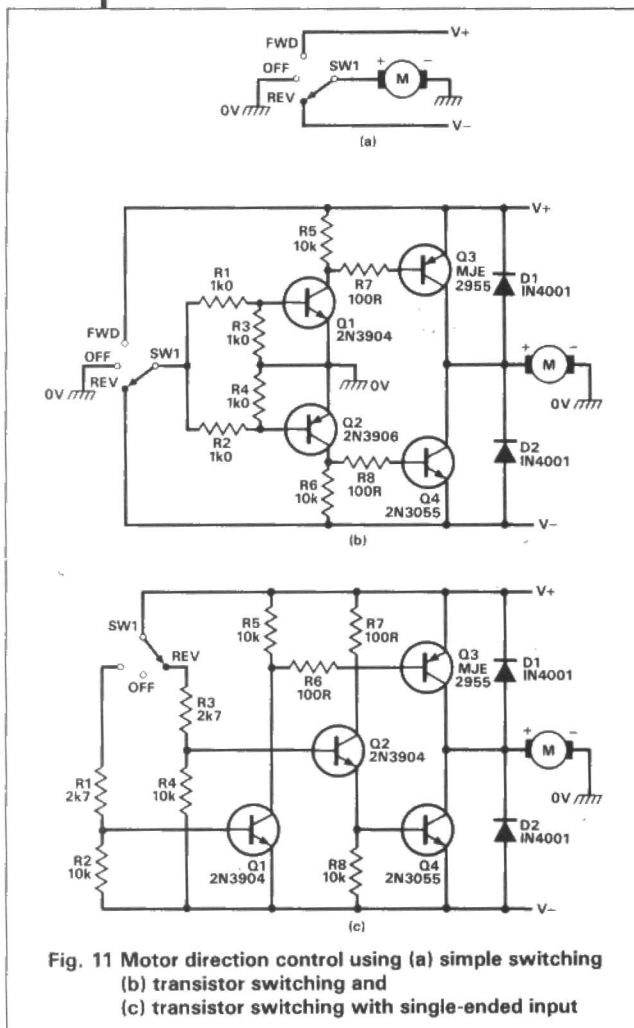 V+
FWD
OFF
SW1
+
M
-
REV
0V
V-
(a)
V+
R5
10k
Q3
MJE
2955
R1
1k0
R7
100R
D1
IN4001
Q1
2N3904
R3
1k0
FWD
OFF
SW1
REV
0V
0V
+
M
-
0V
R4
1k0
Q2
2N3906
R2
1k0
D2
IN4001
R8
100R
R6
10k
Q4
2N3055
V-
(b)
V+
SW1
R5
10k
R7
100R
Q3
MJE
2955
REV
OFF
R6
100R
D1
IN4001
R3
2k7
Q2
2N3904
+
M
-
0V
R1
2k7
R4
10k
D2
IN4001
R2
10k
Q1
2N3904
R8
10k
Q4
2N3055
V-
(c)
Fig. 11 Motor direction control using (a) simple switching
(b) transistor switching and
(c) transistor switching with single-ended input